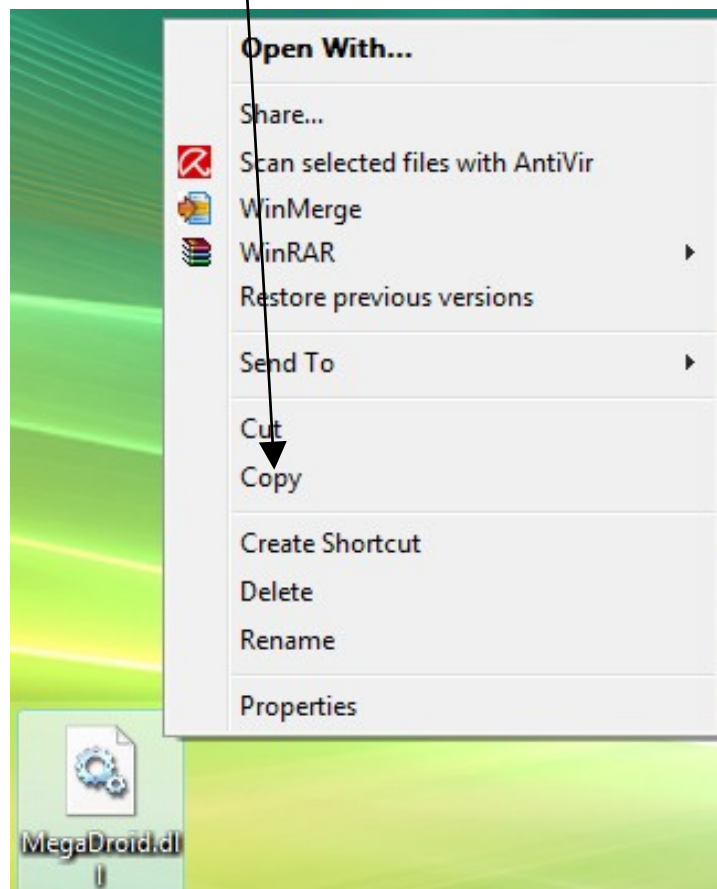 Open With...
Share...
Scan selected files with AntiVir
WinMerge
WinRAR
Restore previous versions
Send To
Cut
Copy
Create Shortcut
Delete
Rename
Properties
MegaDroid.dl
l